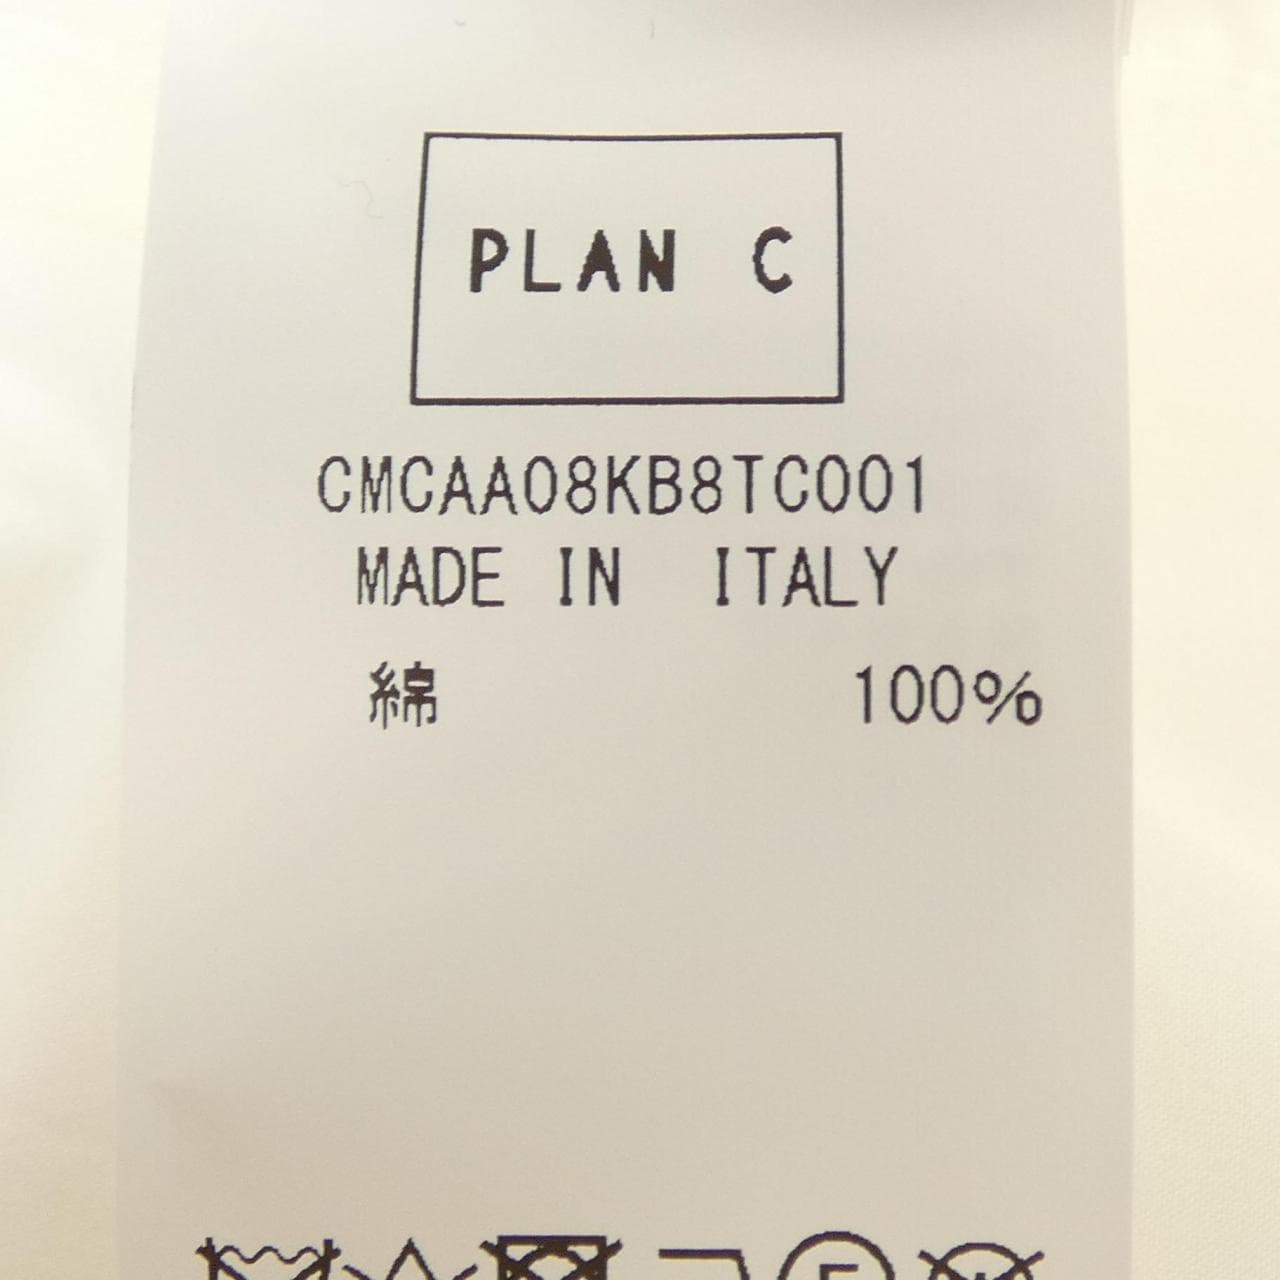 PLAN C
CMCAA08KB8TC001
MADE IN ITALY
綿 100%